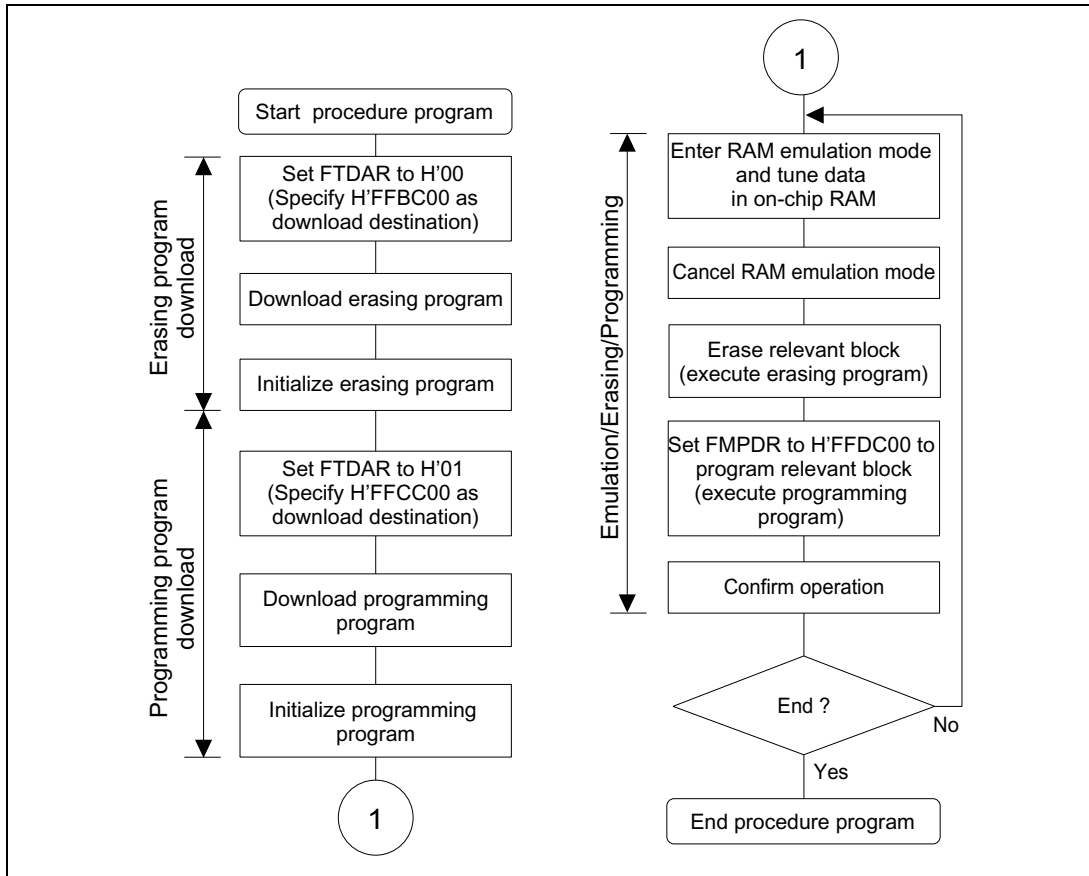 Start procedure program
Erasing program
download
Set FTDAR to H'00
(Specify H'FFBC00 as
download destination)
Download erasing program
Initialize erasing program
Programming program
download
Set FTDAR to H'01
(Specify H'FFCC00 as
download destination)
Download programming
program
Initialize programming
program
1
1
Emulation/Erasing/Programming
Enter RAM emulation mode
and tune data
in on-chip RAM
Cancel RAM emulation mode
Erase relevant block
(execute erasing program)
Set FMPDR to H'FFDC00 to
program relevant block
(execute programming
program)
Confirm operation
End ?
No
Yes
End procedure program